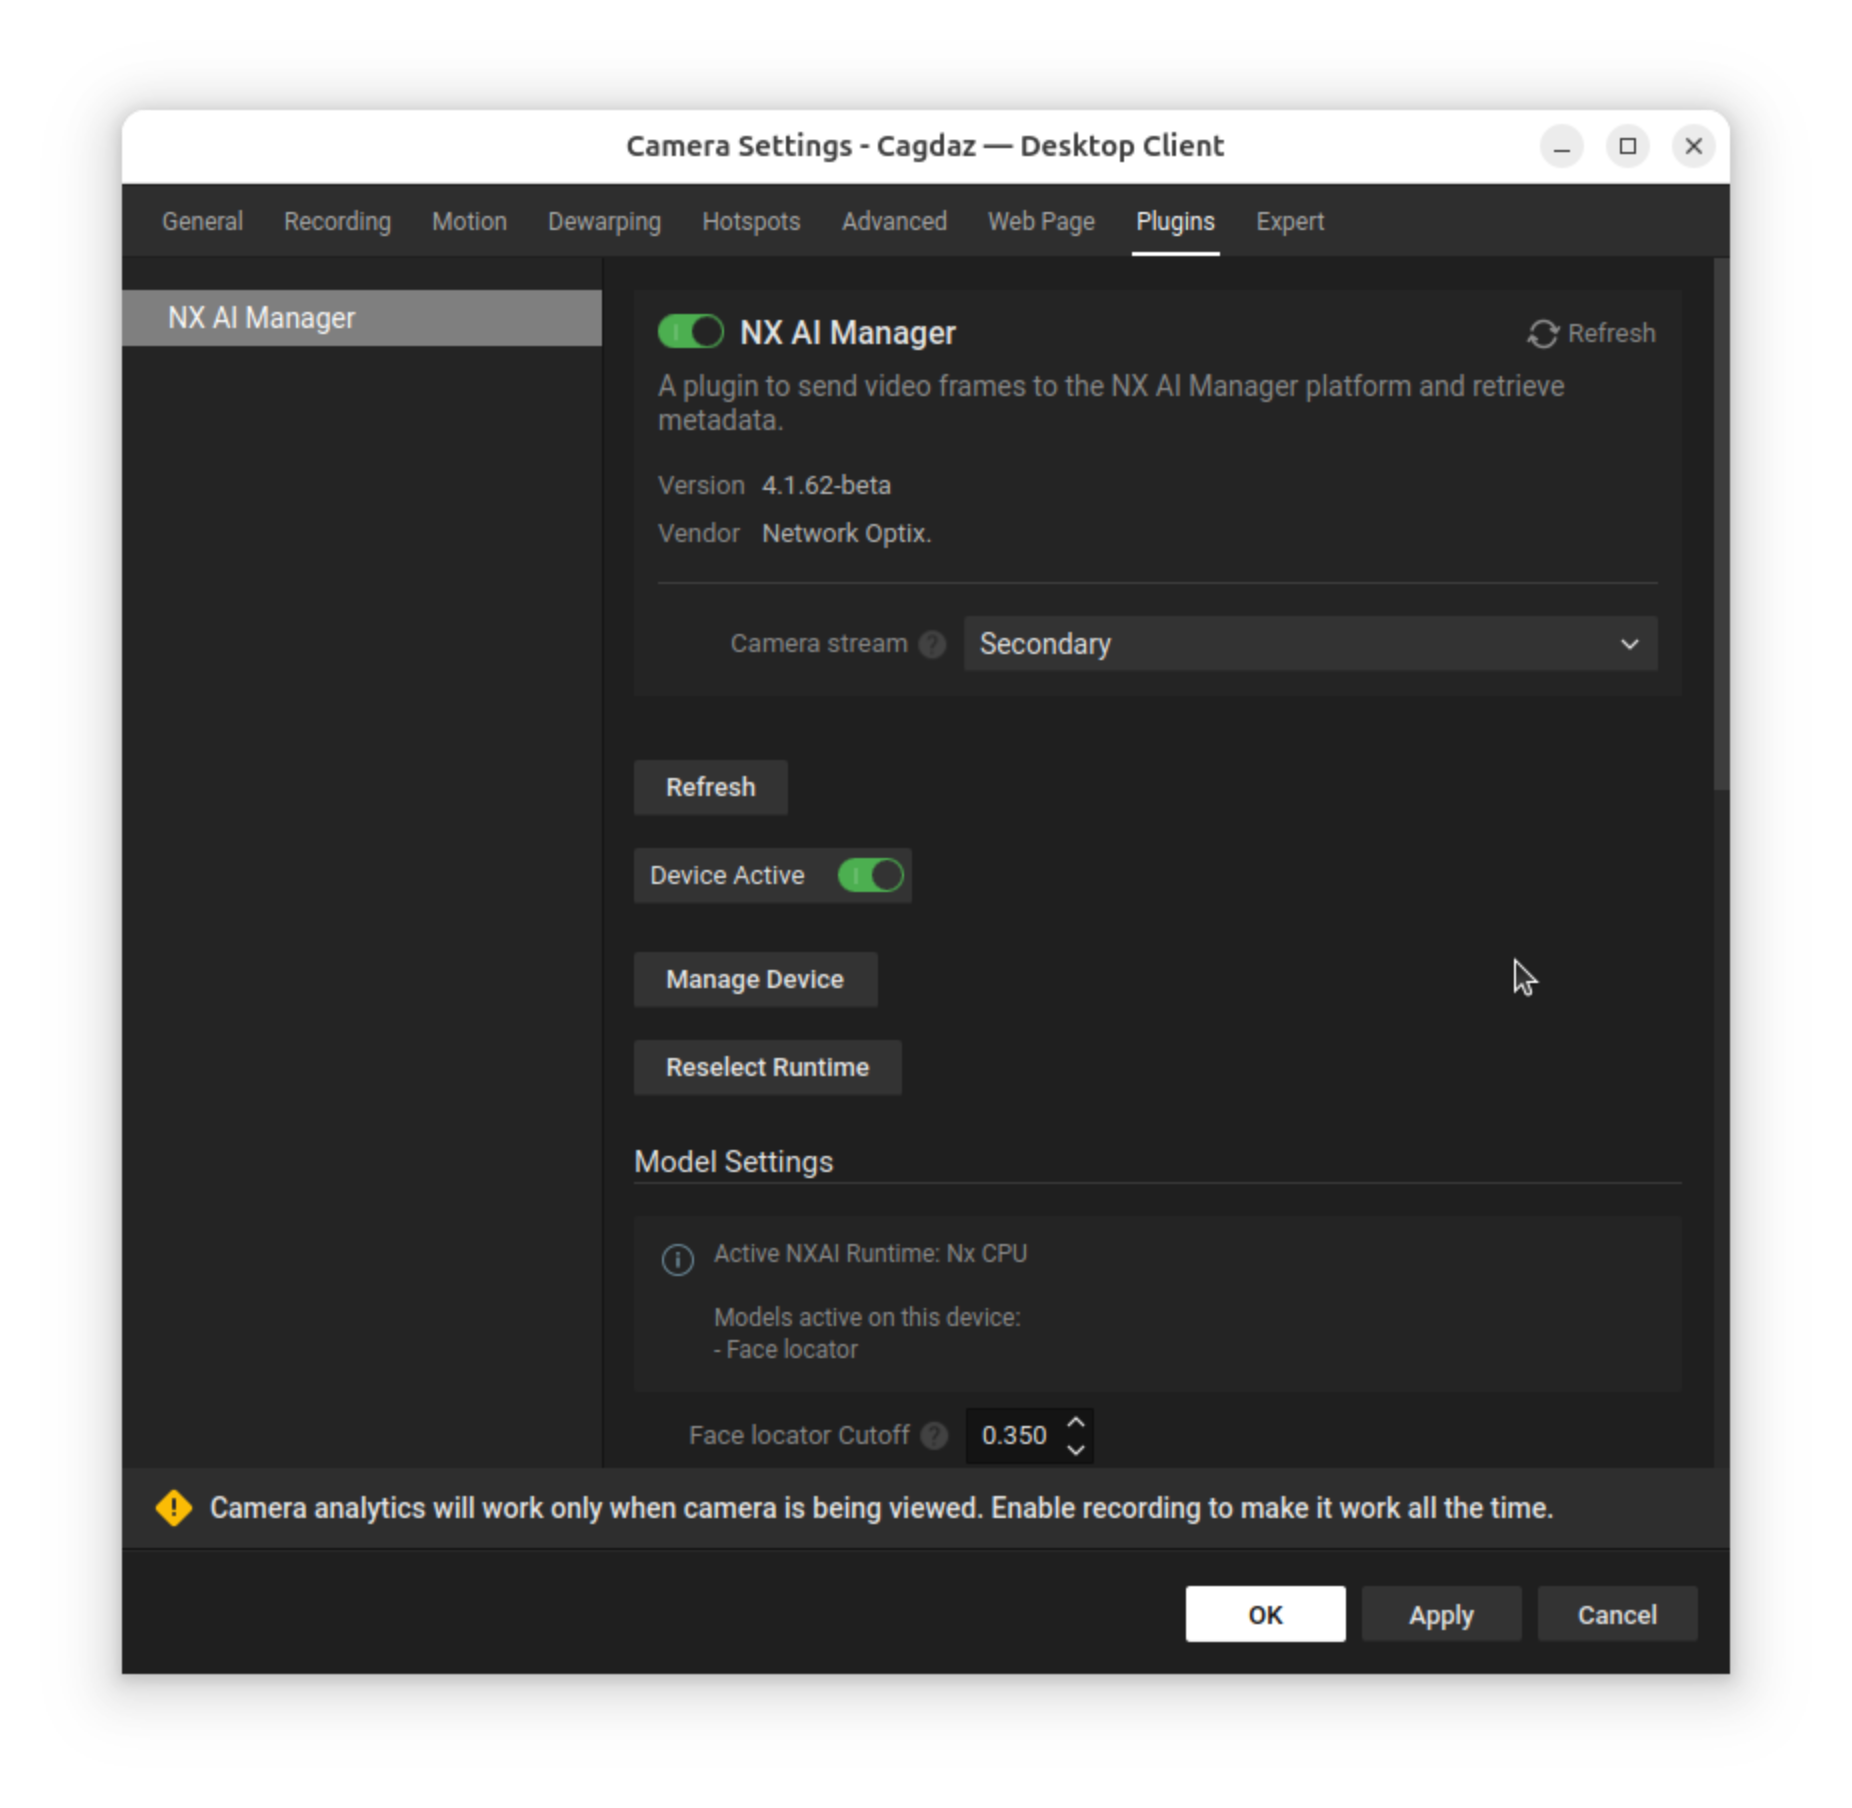 Camera Settings - Cagdaz — Desktop Client
General Recording Motion Dewarping Hotspots Advanced Web Page Plugins Expert
NX AI Manager
NX AI Manager
Refresh
A plugin to send video frames to the NX AI Manager platform and retrieve
metadata.
Version 4.1.62-beta
Vendor Network Optix.
Camera stream ? Secondary
Refresh
Device Active
Manage Device
Reselect Runtime
Model Settings
Active NXAI Runtime: Nx CPU
Models active on this device:
- Face locator
Face locator Cutoff ? 0.350
Camera analytics will work only when camera is being viewed. Enable recording to make it work all the time.
OK Apply Cancel